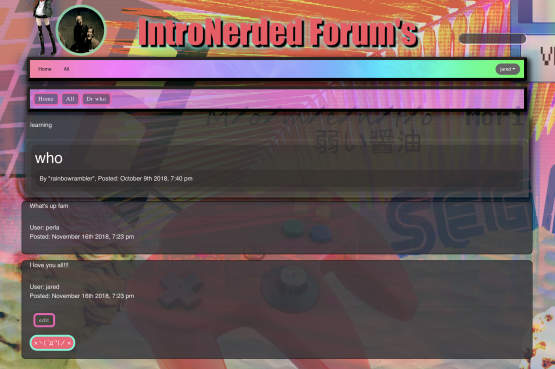 IntroNerded Forum's
Home All jared
Home All Dr who
learning
弱い醤油
who
By "rainbowrambler", Posted: October 9th 2018, 7:40 pm
What's up fam
SEGA
User: perla
Posted: November 16th 2018, 7:23 pm
I love you all!!!
User: jared
Posted: November 16th 2018, 7:23 pm
edit